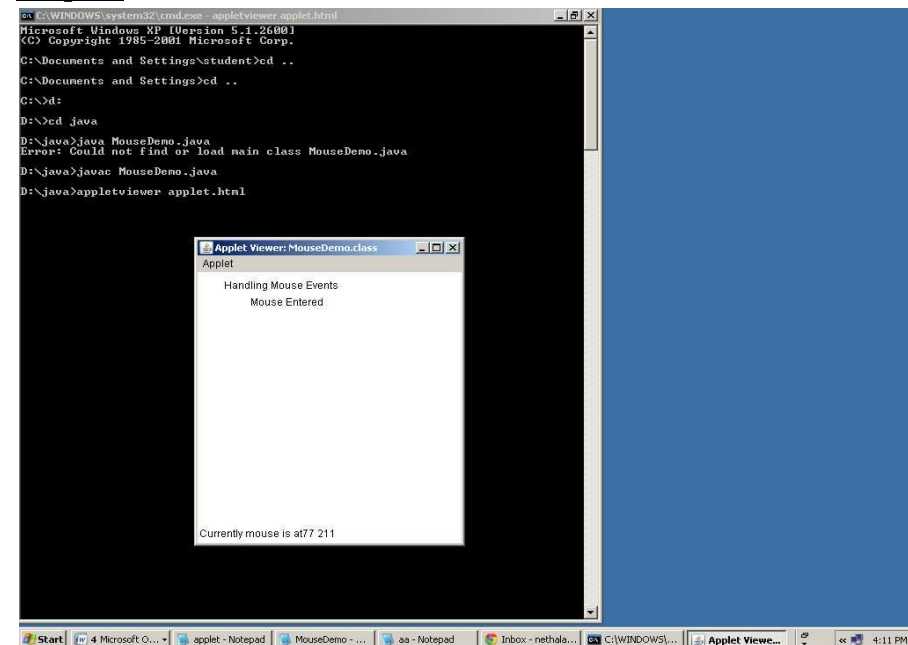 C:\WINDOWS\system32\cmd.exe - appletviewer applet.html
Microsoft Windows XP [Version 5.1.2600]
(C) Copyright 1985-2001 Microsoft Corp.
C:\Documents and Settings\student>cd ..
C:\Documents and Settings>cd ..
C:\>d:
D:\>cd java
D:\java>java MouseDemo.java
Error: Could not find or load main class MouseDemo.java
D:\java>javac MouseDemo.java
D:\java>appletviewer applet.html
Applet Viewer: MouseDemo.class
Applet
Handling Mouse Events
Mouse Entered
Currently mouse is at77 211
Start 4 Microsoft O... applet - Notepad MouseDemo - ... aa - Notepad Inbox - nethala... C:\WINDOWS\... Applet Viewe... « 4:11 PM